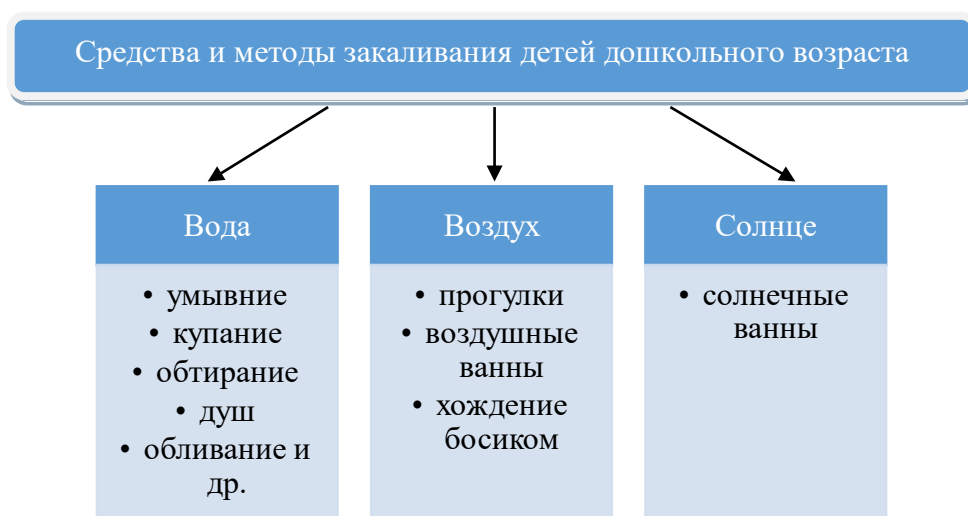 Средства и методы закаливания детей дошкольного возраста
Вода
• умывние
• купание
• обтирание
• душ
• обливание и
др.
Воздух
• прогулки
• воздушные
ванны
• хождение
босиком
Солнце
• солнечные
ванны